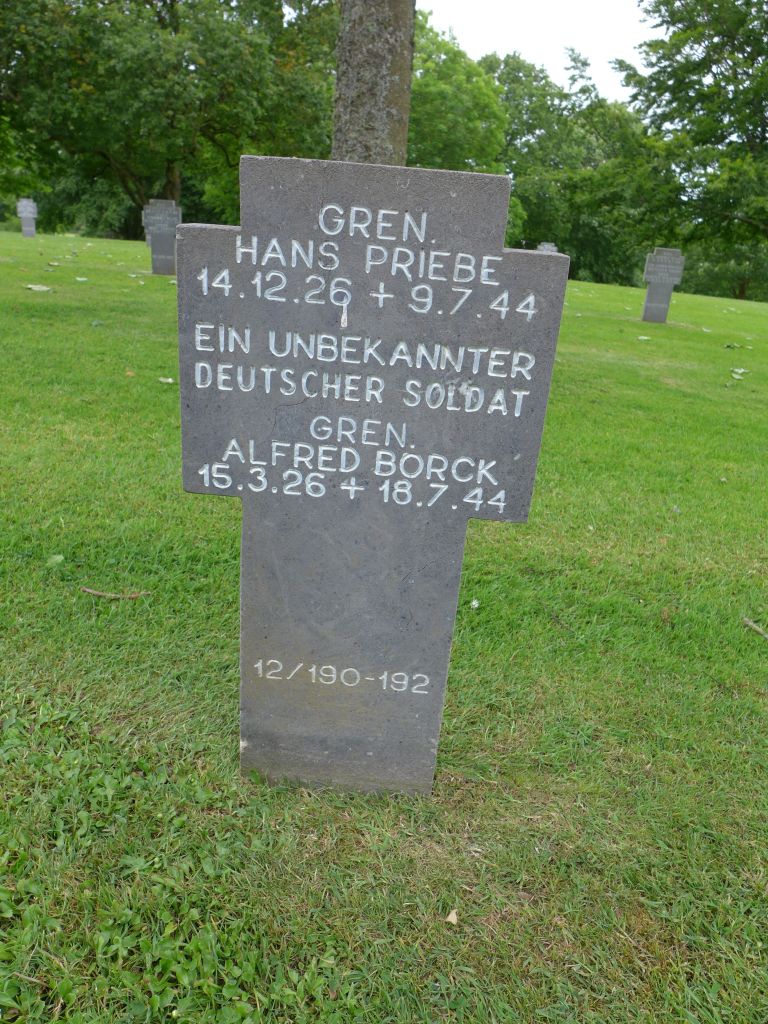 GREN.
HANS PRIEBE
14.12.26 + 9.7.44
EIN UNBEKANNTER
DEUTSCHER SOLDAT
GREN.
ALFRED BORCK
15.3.26 + 18.7.44
12/190-192